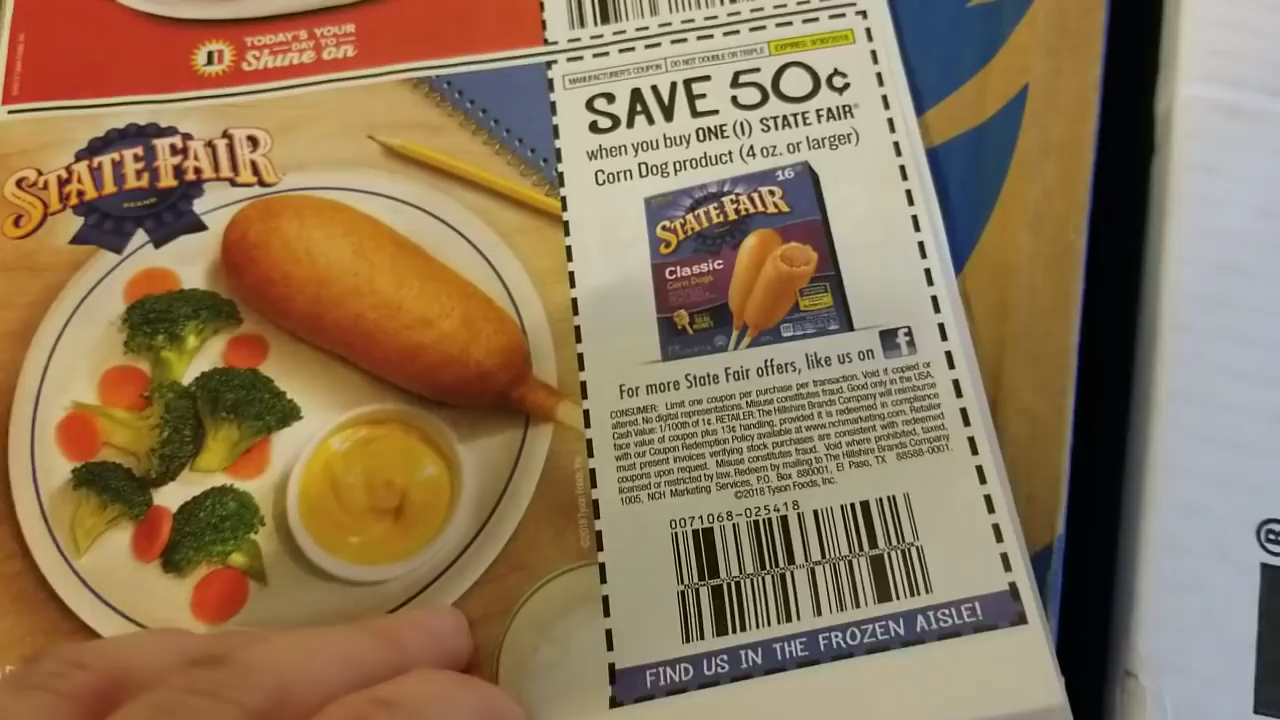 TODAY'S YOUR
DAY TO
Shine on
STATE FAIR
BRAND
MANUFACTURER'S COUPON
DO NOT DOUBLE OR TRIPLE
EXPIRES: 9/30/2018
SAVE 50¢
when you buy ONE (1) STATE FAIR®
Corn Dog product (4 oz. or larger)
16
STATE FAIR
Classic
Corn Dogs
For more State Fair offers, like us on f
CONSUMER: Limit one coupon per purchase per transaction. Void if copied or
altered. No digital representations. Misuse constitutes fraud. Good only in the USA.
Cash Value: 1/100th of 1¢. RETAILER: The Hillshire Brands Company will reimburse
face value of coupon plus 13¢ handling, provided it is redeemed in compliance
with our Coupon Redemption Policy available at www.nchmarketing.com. Retailer
must present invoices verifying stock purchases are consistent with redeemed
coupons upon request. Misuse constitutes fraud. Void where prohibited, taxed,
licensed or restricted by law. Redeem by mailing to The Hillshire Brands Company
1005, NCH Marketing Services, P.O. Box 880001, El Paso, TX 88588-0001.
©2018 Tyson Foods, Inc.
0071068-025418
FIND US IN THE FROZEN AISLE!
©2018 Tyson Foods, Inc.
®